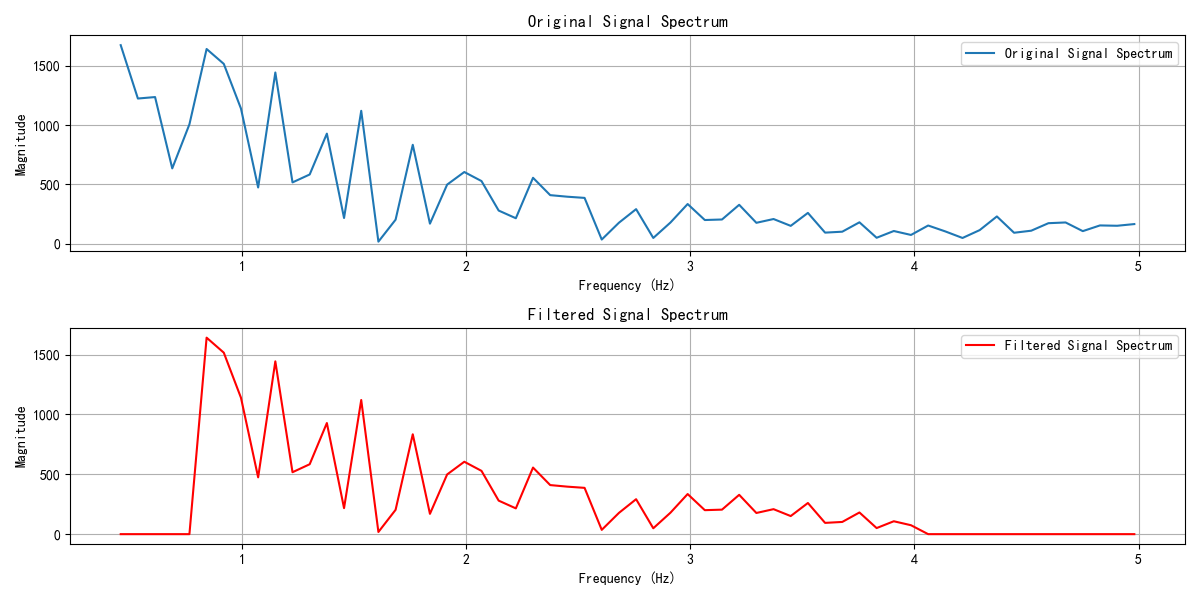 Original Signal Spectrum
Original Signal Spectrum
Magnitude
1500
1000
500
0
1 2 3 4 5
Frequency (Hz)
Filtered Signal Spectrum
Filtered Signal Spectrum
Magnitude
1500
1000
500
0
1 2 3 4 5
Frequency (Hz)